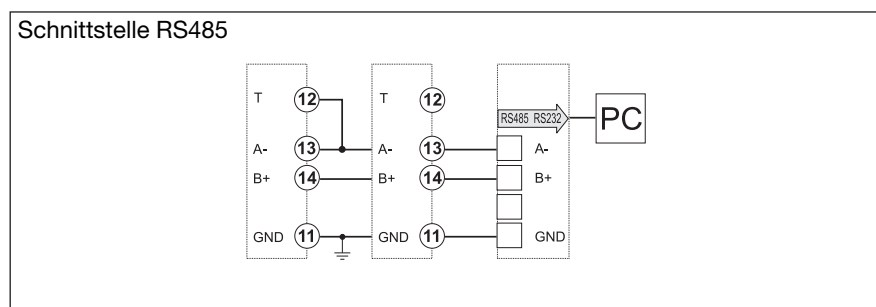 Schnittstelle RS485
T 12 T 12
RS485 RS232 PC
A- 13 A- 13 A-
B+ 14 B+ 14 B+
GND 11 GND 11 GND